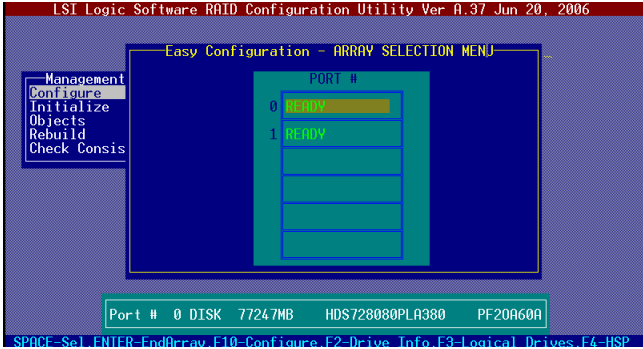 LSI Logic Software RAID Configuration Utility Ver A.37 Jun 20, 2006
Easy Configuration - ARRAY SELECTION MENU
Management
PORT #
Configure
0 READY
Initialize
Objects
1 READY
Rebuild
Check Consis
Port # 0 DISK 77247MB HDS728080PLA380 PF2OA60A
SPACE-Sel,ENTER-EndArray,F10-Configure,F2-Drive Info,F3-Logical Drives,F4-HSP